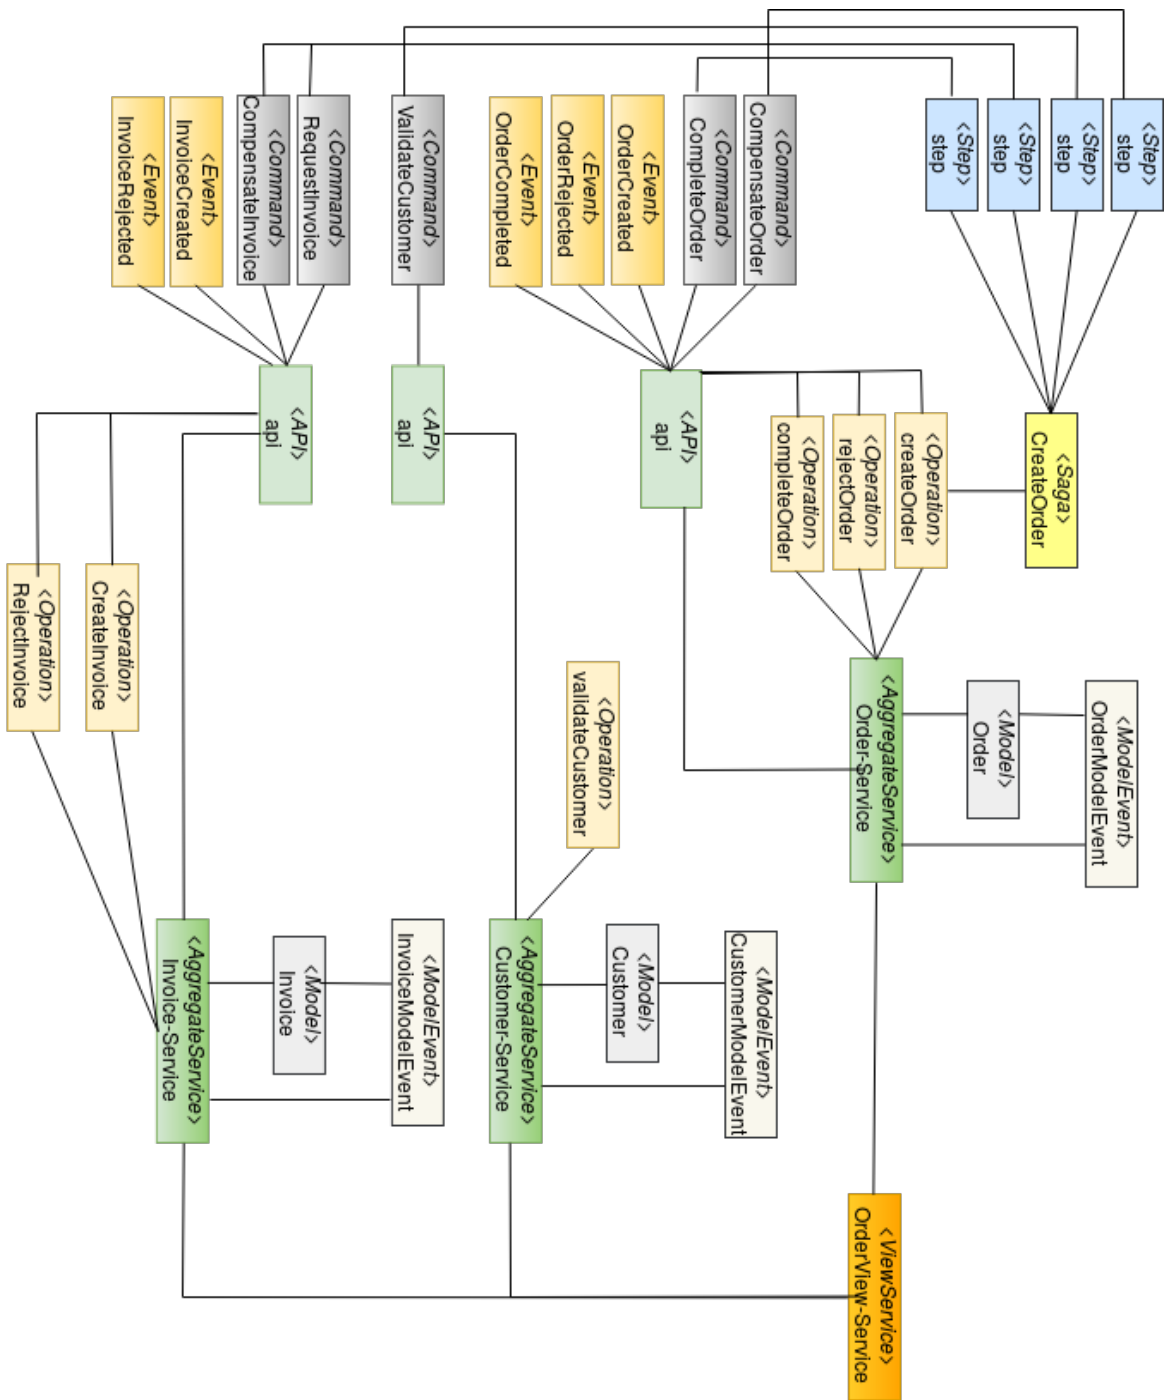 <Step>
step
<Step>
step
<Step>
step
<Step>
step
<Saga>
CreateOrder
<ModelEvent>
OrderModelEvent
<Model>
Order
<Operation>
createOrder
<Operation>
rejectOrder
<Operation>
completeOrder
<AggregateService>
Order-Service
<ViewService>
OrderView-Service
<Command>
CompensateOrder
<Command>
CompleteOrder
<Event>
OrderCreated
<Event>
OrderRejected
<Event>
OrderCompleted
<API>
api
<ModelEvent>
CustomerModelEvent
<Model>
Customer
<Operation>
validateCustomer
<AggregateService>
Customer-Service
<Command>
ValidateCustomer
<API>
api
<ModelEvent>
InvoiceModelEvent
<Model>
Invoice
<Command>
RequestInvoice
<Command>
CompensateInvoice
<Event>
InvoiceCreated
<Event>
InvoiceRejected
<API>
api
<AggregateService>
Invoice-Service
<Operation>
CreateInvoice
<Operation>
RejectInvoice